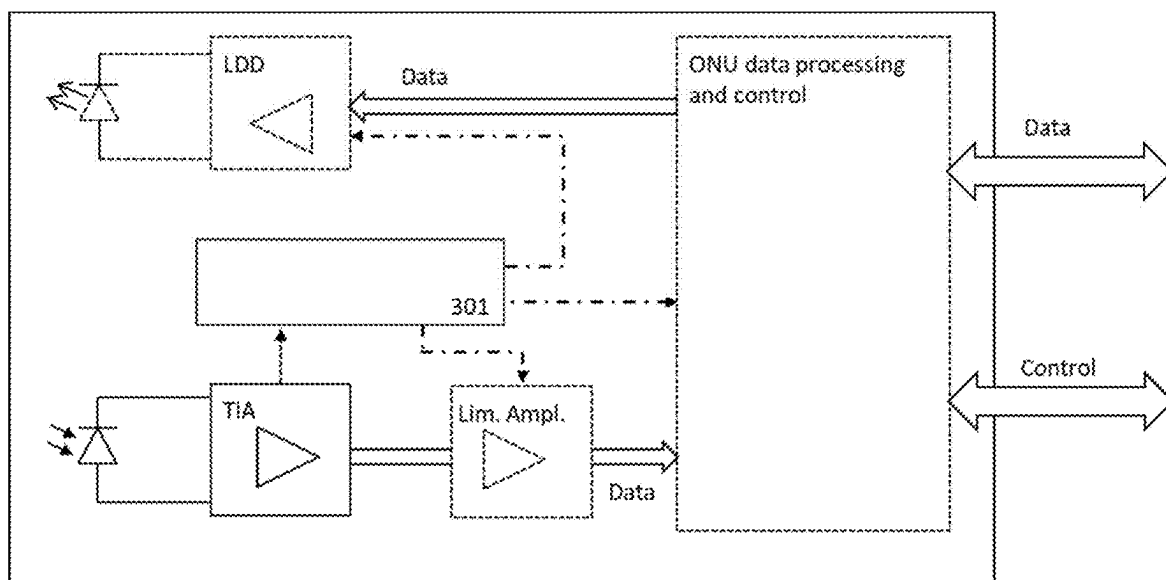 LDD
Data
ONU data processing
and control
Data
301
Control
TIA
Lim. Ampl.
Data